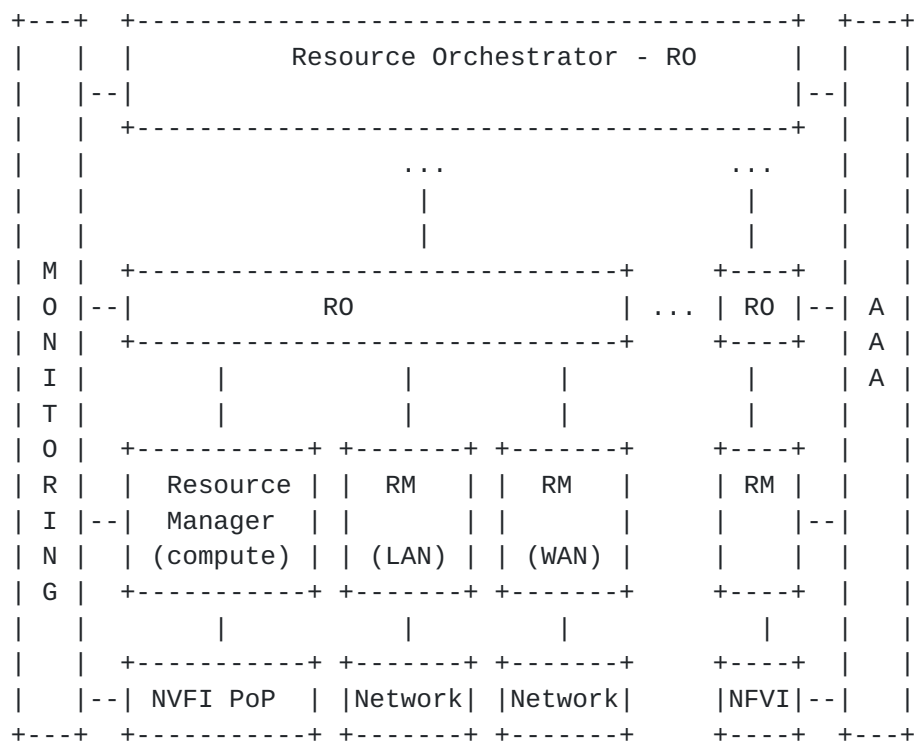 +---+  +------------------------------------------+  +---+
|   |  |          Resource Orchestrator - RO      |  |   |
|   |--|                                          |--|   |
|   |  +------------------------------------------+  |   |
|   |                   ...                  ...     |   |
|   |                    |                    |      |   |
|   |                    |                    |      |   |
| M |  +-------------------------------+     +----+  |   |
| O |--|            RO                 | ... | RO |--| A |
| N |  +-------------------------------+     +----+  | A |
| I |        |           |         |            |    | A |
| T |        |           |         |            |    |   |
| O |  +-----------+ +-------+ +-------+     +----+  |   |
| R |  |  Resource | |  RM   | |  RM   |     | RM |  |   |
| I |--|  Manager  | |       | |       |     |    |--|   |
| N |  | (compute) | | (LAN) | | (WAN) |     |    |  |   |
| G |  +-----------+ +-------+ +-------+     +----+  |   |
|   |        |           |         |            |    |   |
|   |  +-----------+ +-------+ +-------+     +----+  |   |
|   |--| NVFI PoP  | |Network| |Network|     |NFVI|--|   |
+---+  +-----------+ +-------+ +-------+     +----+  +---+